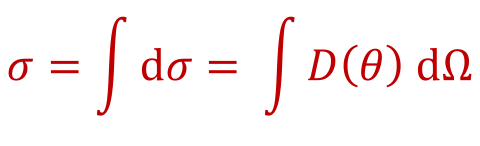 σ = ∫ dσ = ∫ D(θ) dΩ